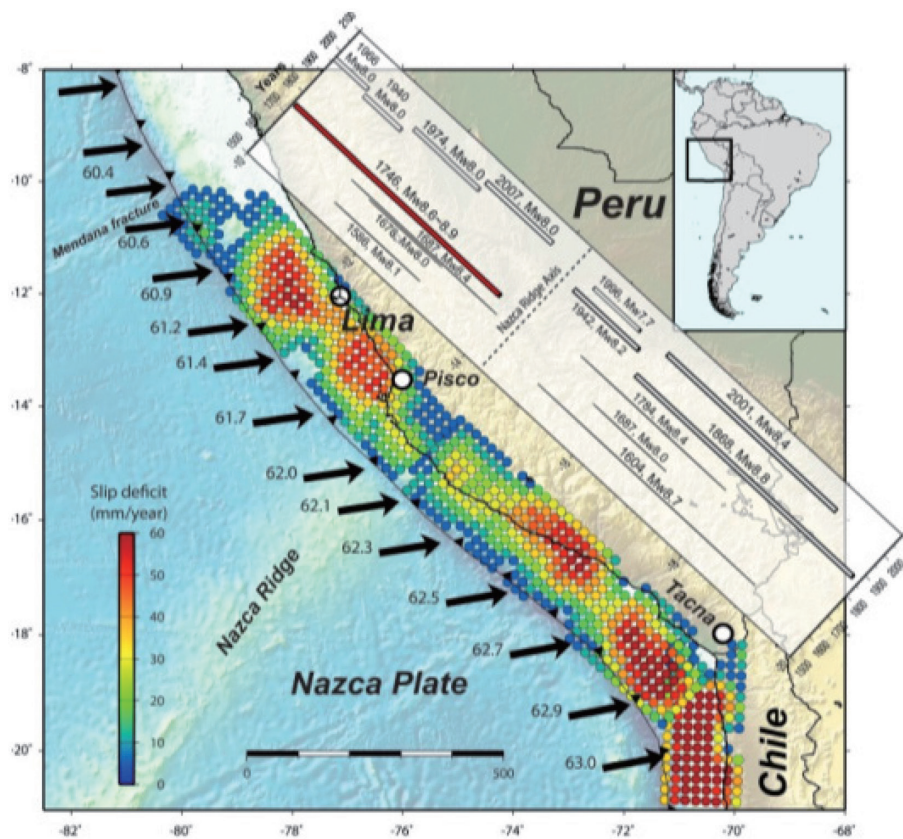 -8°
-10°
-12°
-14°
-16°
-18°
-20°
-82°
-80°
-78°
-76°
-74°
-72°
-70°
-68°
Years
1966
Mw8.0
1940
Mw8.0
1974, Mw8.0
2007, Mw8.0
1746, Mw8.6~8.9
1687, Mw8.4
1678, Mw8.0
1586, Mw8.1
Nazca Ridge Axis
1996, Mw7.7
1942, Mw8.2
2001, Mw8.4
1868, Mw8.8
1784, Mw8.4
1687, Mw8.0
1604, Mw8.7
Peru
Lima
Pisco
Tacna
Chile
Mendana fracture
Nazca Ridge
Nazca Plate
60.4
60.6
60.9
61.2
61.4
61.7
62.0
62.1
62.3
62.5
62.7
62.9
63.0
Slip deficit
(mm/year)
60
50
40
30
20
10
0
0
500